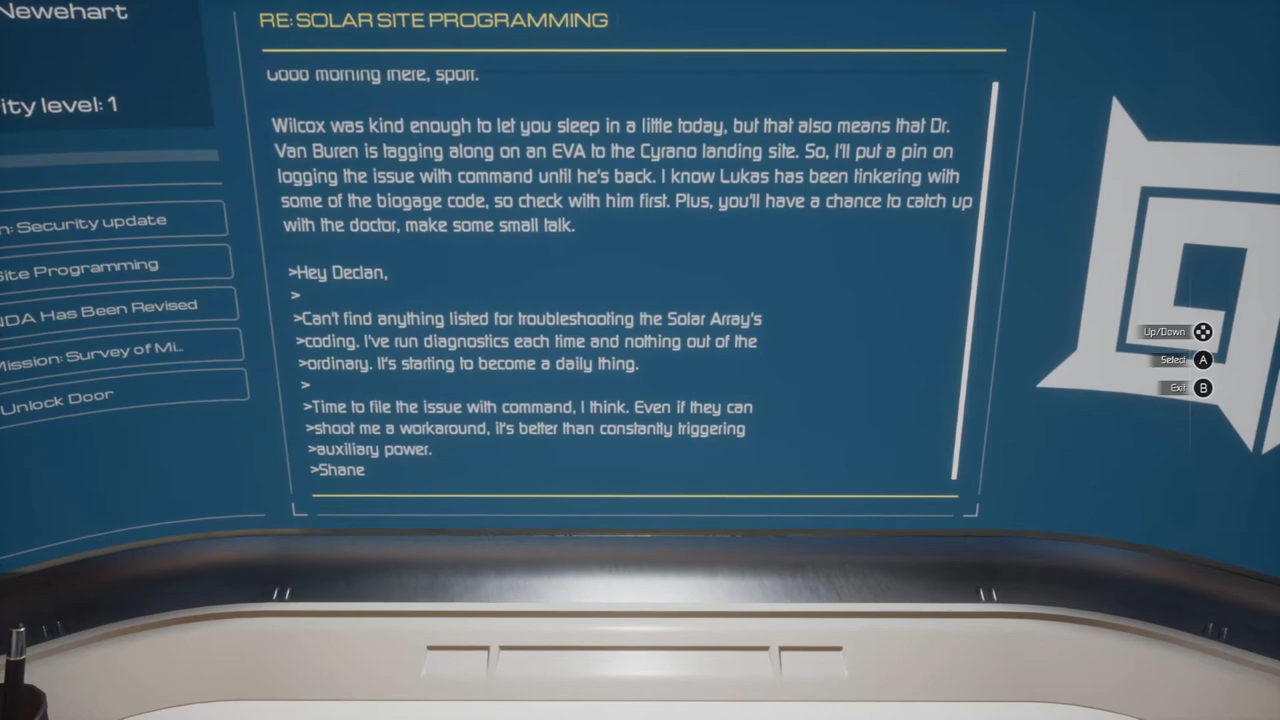 Newehart
ity level: 1
n: Security update
Site Programming
NDA Has Been Revised
Mission: Survey of Mi...
Unlock Door
RE: SOLAR SITE PROGRAMMING
Good morning there, sport.
Wilcox was kind enough to let you sleep in a little today, but that also means that Dr.
Van Buren is tagging along on an EVA to the Cyrano landing site. So, I'll put a pin on
logging the issue with command until he's back. I know Lukas has been tinkering with
some of the biogage code, so check with him first. Plus, you'll have a chance to catch up
with the doctor, make some small talk.
>Hey Declan,
>
>Can't find anything listed for troubleshooting the Solar Array's
>coding. I've run diagnostics each time and nothing out of the
>ordinary. It's starting to become a daily thing.
>
>Time to file the issue with command, I think. Even if they can
>shoot me a workaround, it's better than constantly triggering
>auxiliary power.
>Shane
Up/Down
Select A
Exit B